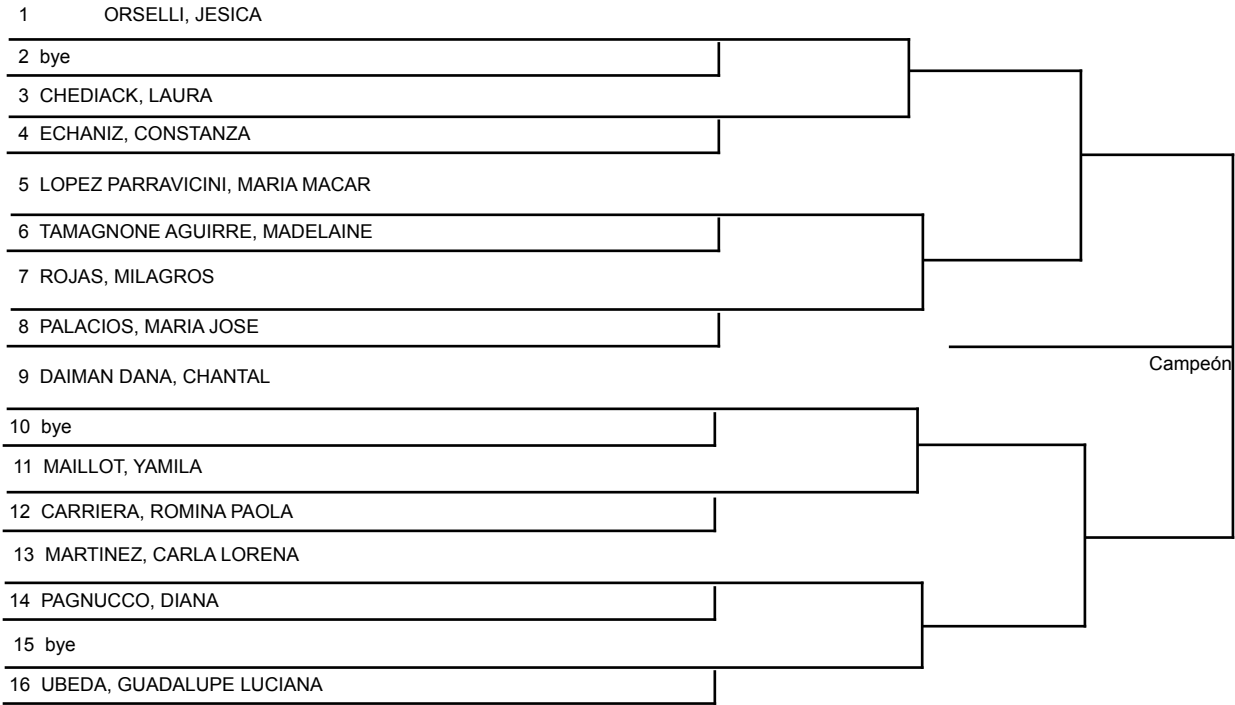 1 ORSELLI, JESICA
2 bye
3 CHEDIACK, LAURA
4 ECHANIZ, CONSTANZA
5 LOPEZ PARRAVICINI, MARIA MACAR
6 TAMAGNONE AGUIRRE, MADELAINE
7 ROJAS, MILAGROS
8 PALACIOS, MARIA JOSE
Campeón
9 DAIMAN DANA, CHANTAL
10 bye
11 MAILLOT, YAMILA
12 CARRIERA, ROMINA PAOLA
13 MARTINEZ, CARLA LORENA
14 PAGNUCCO, DIANA
15 bye
16 UBEDA, GUADALUPE LUCIANA